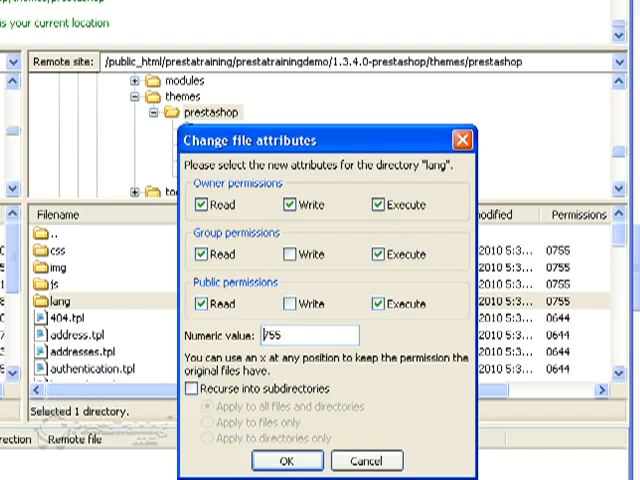 is your current location
Remote site: /public_html/prestatraining/prestatrainingdemo/1.3.4.0-prestashop/themes/prestashop
modules
themes
prestashop
Change file attributes
Please select the new attributes for the directory "lang".
Owner permissions
Read Write Execute
Group permissions
Read Write Execute
Public permissions
Read Write Execute
Numeric value: 755
You can use an x at any position to keep the permission the
original files have.
Recurse into subdirectories
Apply to all files and directories
Apply to files only
Apply to directories only
OK Cancel
Filename Permissions
..
css 2010 5:3... 0755
img 2010 5:3... 0755
js 2010 5:3... 0755
lang 2010 5:3... 0755
404.tpl 2010 5:3... 0644
address.tpl 2010 5:3... 0644
addresses.tpl 2010 5:3... 0644
authentication.tpl 2010 5:3... 0644
Selected 1 directory.
Remote file